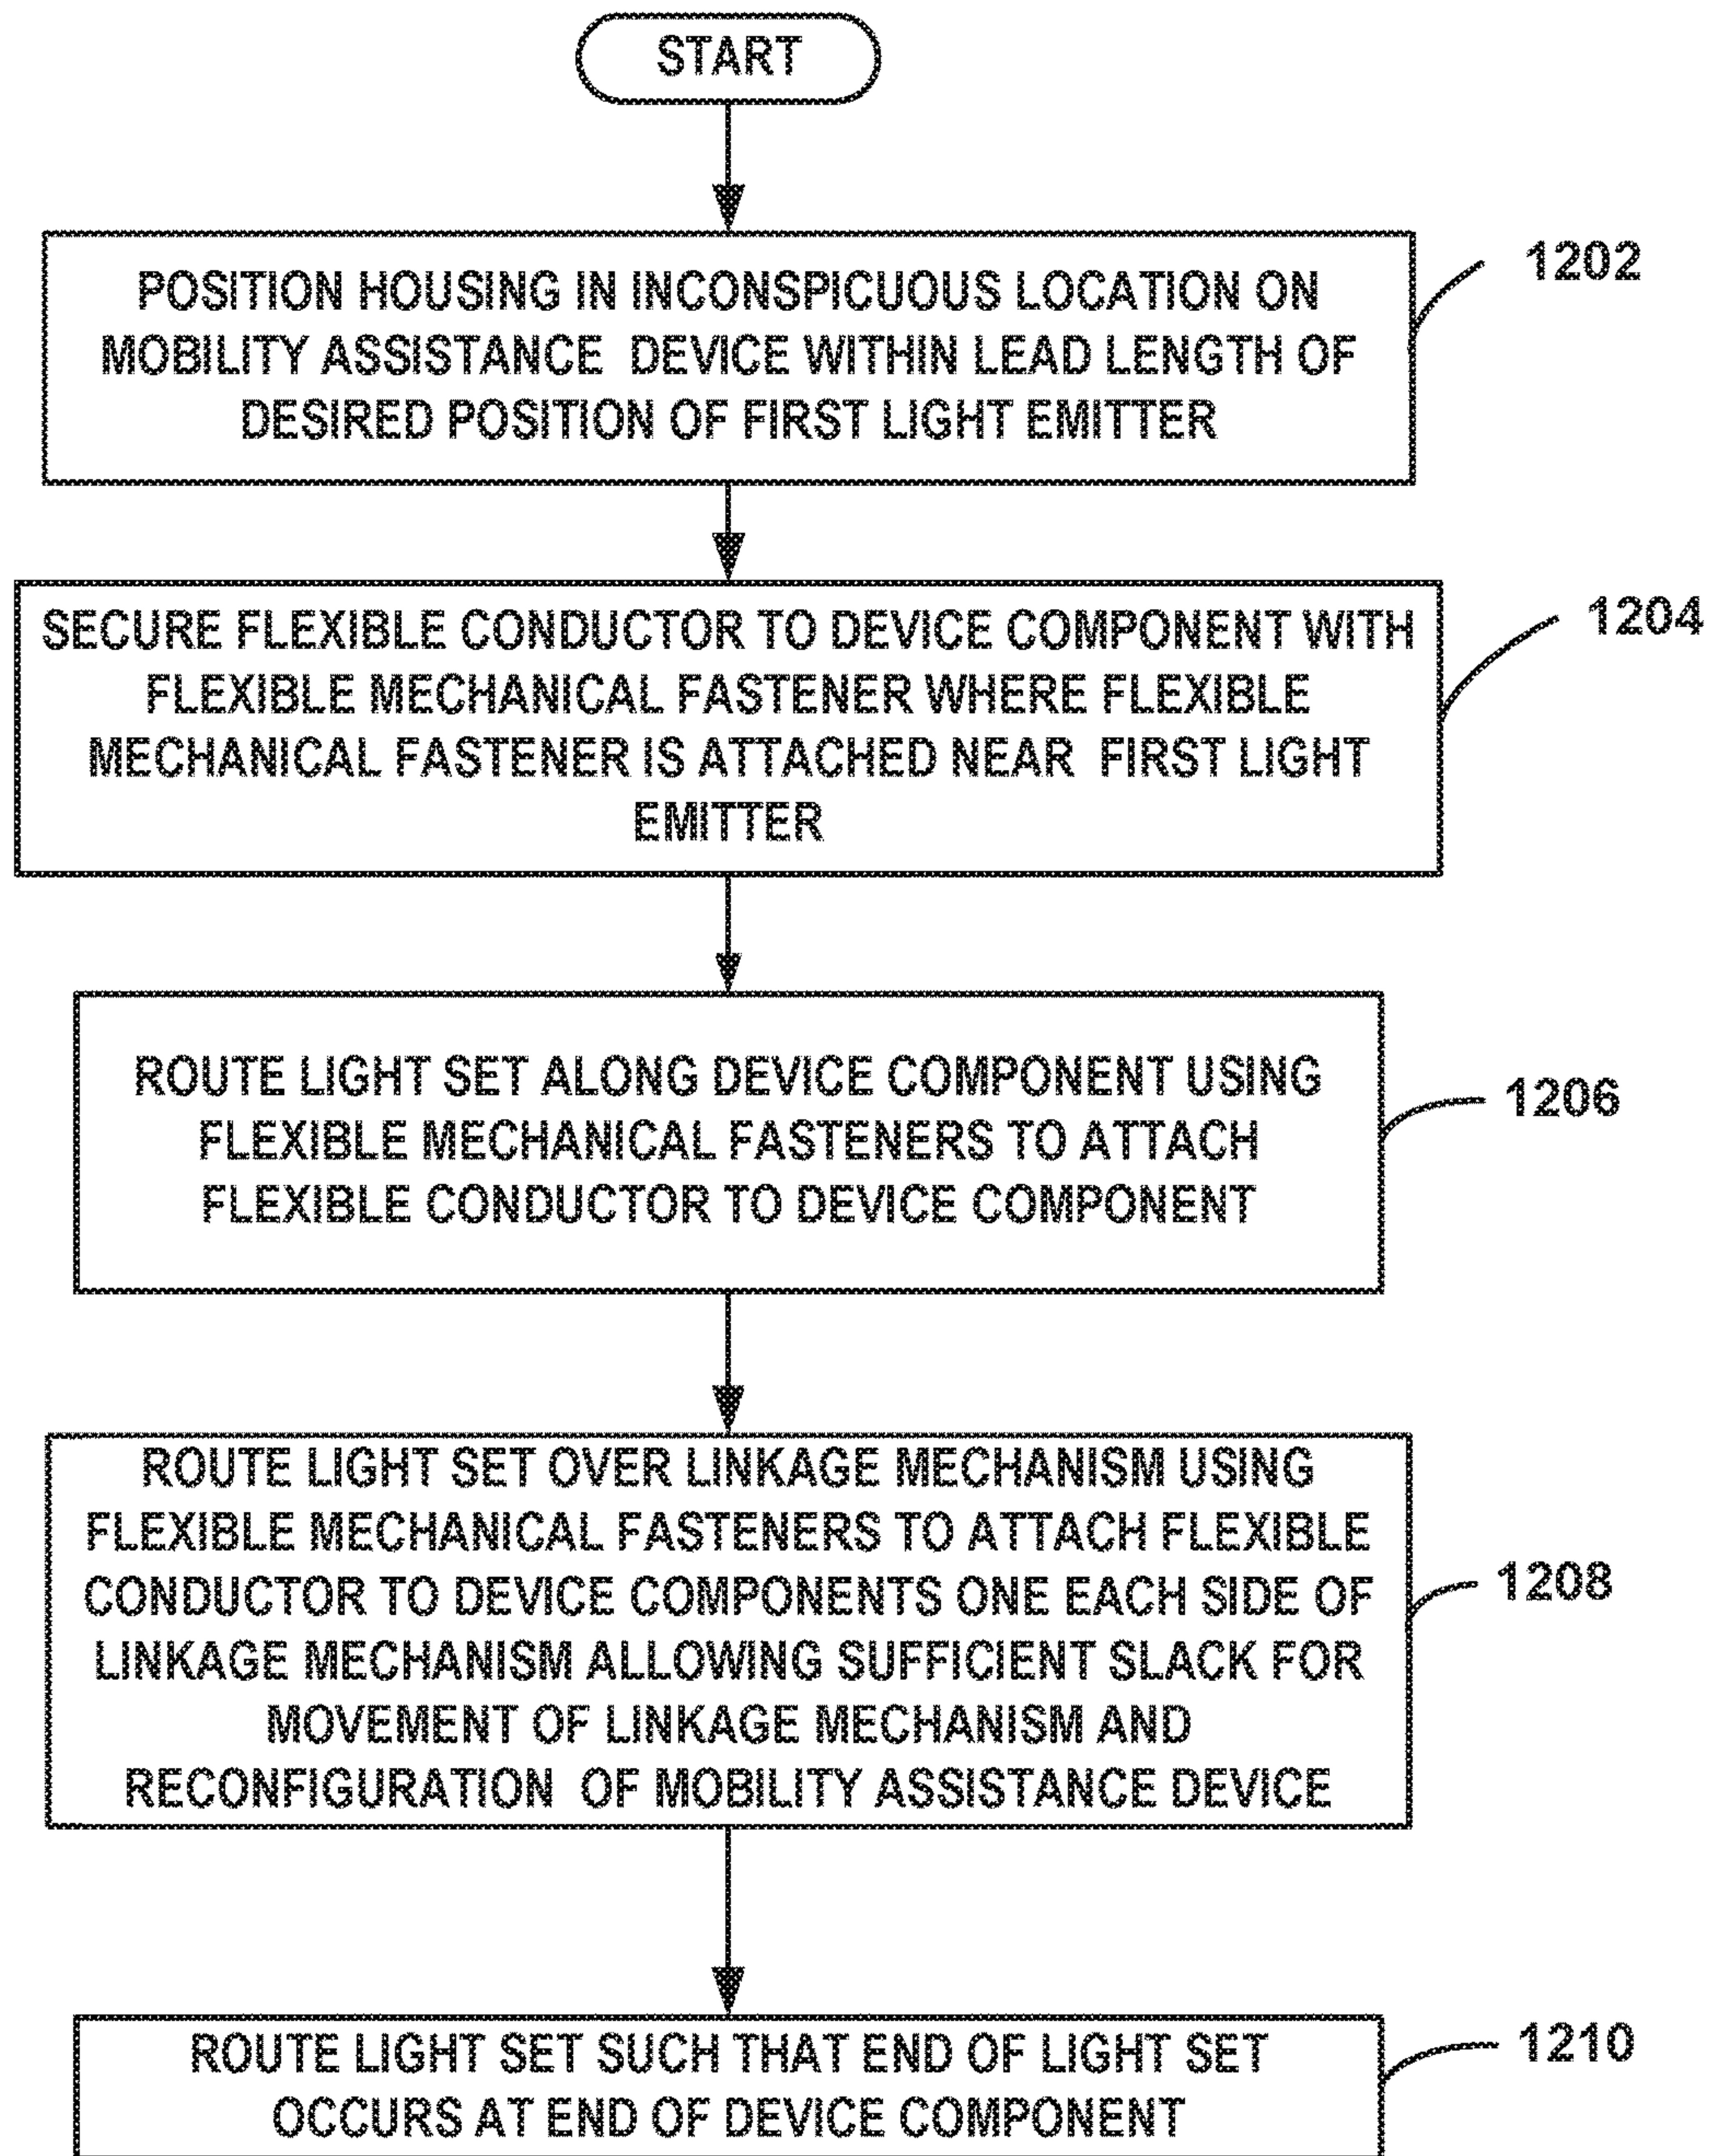 START
POSITION HOUSING IN INCONSPICUOUS LOCATION ON
MOBILITY ASSISTANCE DEVICE WITHIN LEAD LENGTH OF
DESIRED POSITION OF FIRST LIGHT EMITTER
1202
SECURE FLEXIBLE CONDUCTOR TO DEVICE COMPONENT WITH
FLEXIBLE MECHANICAL FASTENER WHERE FLEXIBLE
MECHANICAL FASTENER IS ATTACHED NEAR FIRST LIGHT
EMITTER
1204
ROUTE LIGHT SET ALONG DEVICE COMPONENT USING
FLEXIBLE MECHANICAL FASTENERS TO ATTACH
FLEXIBLE CONDUCTOR TO DEVICE COMPONENT
1206
ROUTE LIGHT SET OVER LINKAGE MECHANISM USING
FLEXIBLE MECHANICAL FASTENERS TO ATTACH FLEXIBLE
CONDUCTOR TO DEVICE COMPONENTS ONE EACH SIDE OF
LINKAGE MECHANISM ALLOWING SUFFICIENT SLACK FOR
MOVEMENT OF LINKAGE MECHANISM AND
RECONFIGURATION OF MOBILITY ASSISTANCE DEVICE
1208
ROUTE LIGHT SET SUCH THAT END OF LIGHT SET
OCCURS AT END OF DEVICE COMPONENT
1210